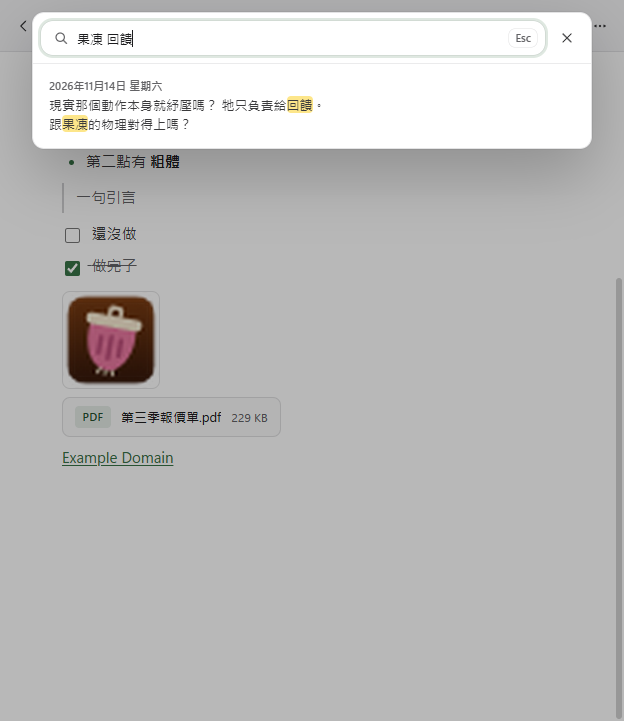 果凍 回饋
Esc
2026年11月14日 星期六
現實那個動作本身就紓壓嗎？ 牠只負責給回饋。
跟果凍的物理對得上嗎？
第二點有 粗體
一句引言
還沒做
做完了
PDF 第三季報價單.pdf 229 KB
Example Domain